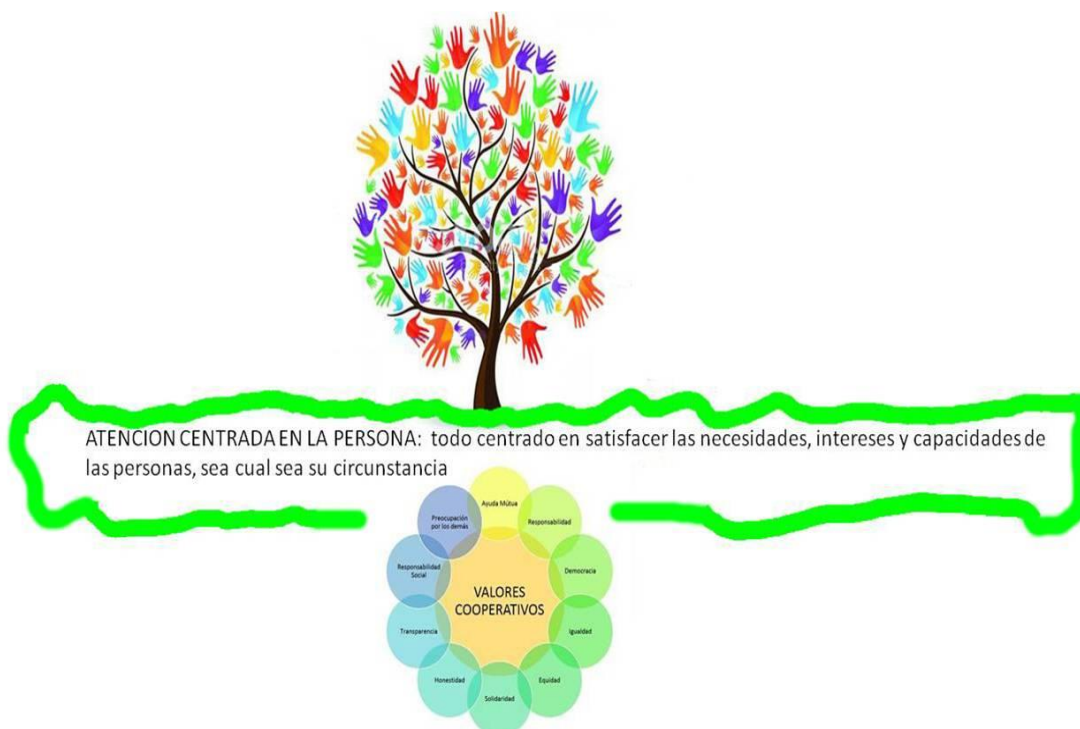 ATENCION CENTRADA EN LA PERSONA: todo centrado en satisfacer las necesidades, intereses y capacidades de
las personas, sea cual sea su circunstancia
Ayuda Mútua
Responsabilidad
Democracia
Igualdad
Equidad
Solidaridad
Honestidad
Transparencia
Responsabilidad
Social
Preocupación
por los demás
VALORES
COOPERATIVOS